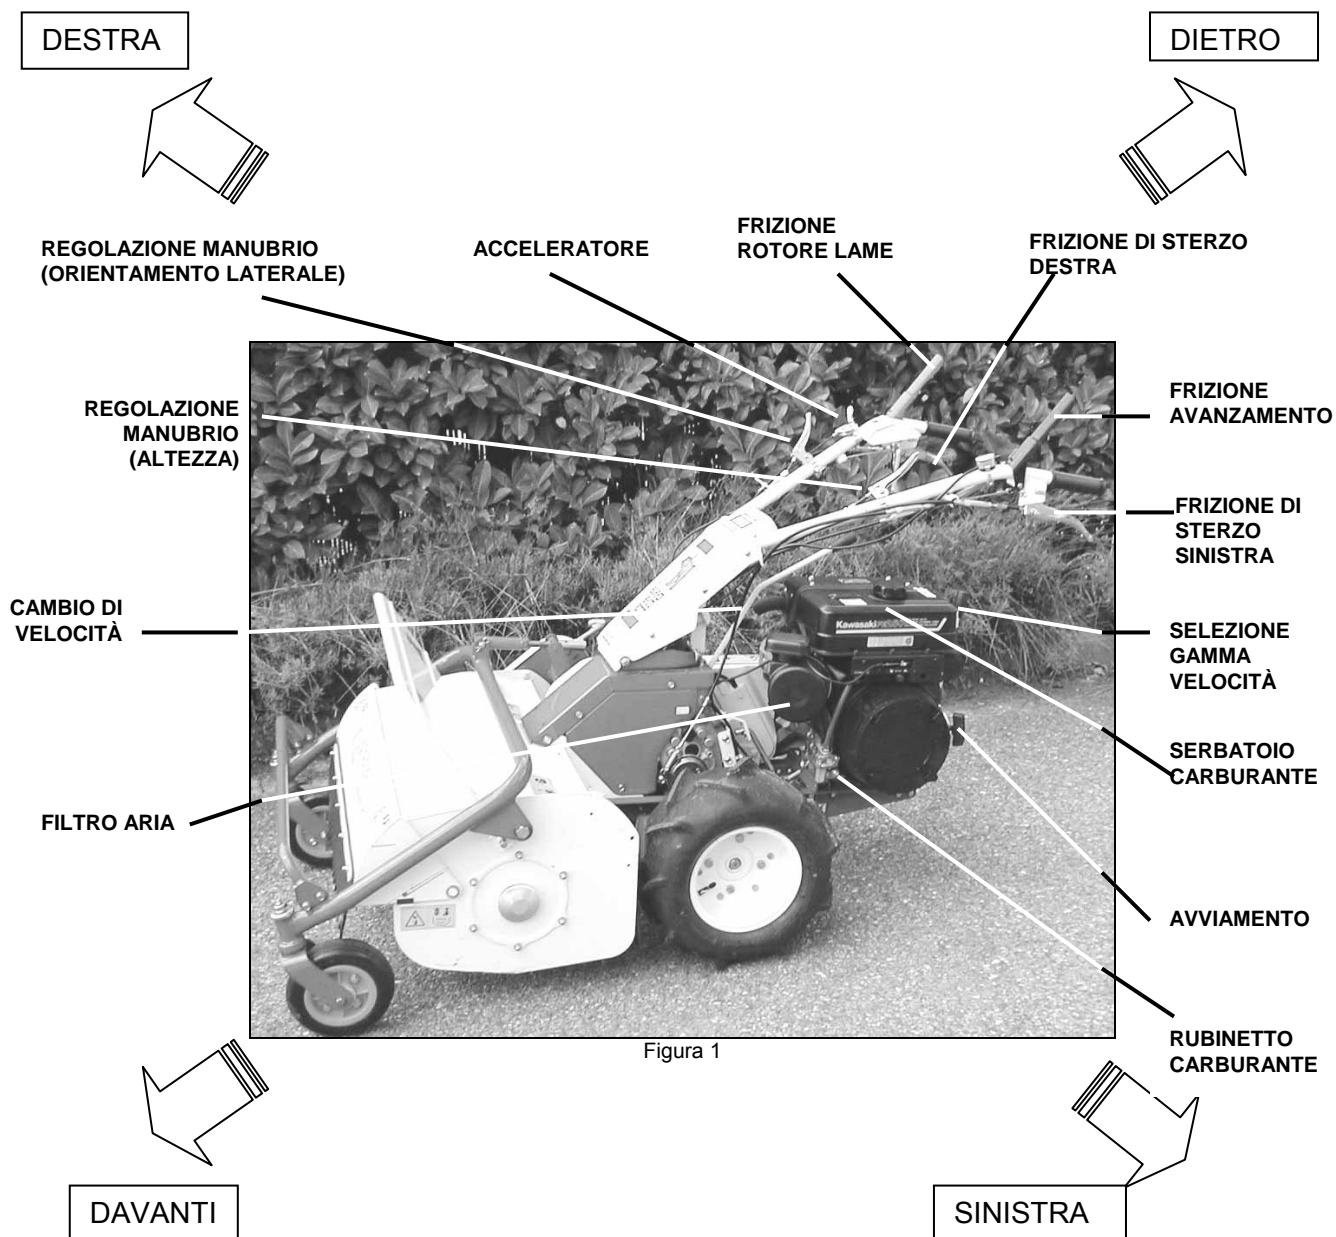 DESTRA
DIETRO
REGOLAZIONE MANUBRIO
(ORIENTAMENTO LATERALE)
ACCELERATORE
FRIZIONE
ROTORE LAME
FRIZIONE DI STERZO
DESTRA
REGOLAZIONE
MANUBRIO
(ALTEZZA)
FRIZIONE
AVANZAMENTO
FRIZIONE DI
STERZO
SINISTRA
CAMBIO DI
VELOCITÀ
Kawasaki
SELEZIONE
GAMMA
VELOCITÀ
SERBATOIO
CARBURANTE
FILTRO ARIA
AVVIAMENTO
RUBINETTO
CARBURANTE
Figura 1
DAVANTI
SINISTRA